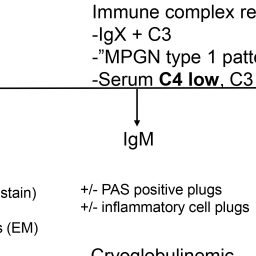 Immune complex re
-IgX + C3
-”MPGN type 1 patte
-Serum C4 low, C3
IgM
stain)
+/- PAS positive plugs
+/- inflammatory cell plugs
s (EM)
Cryoglobulinemic